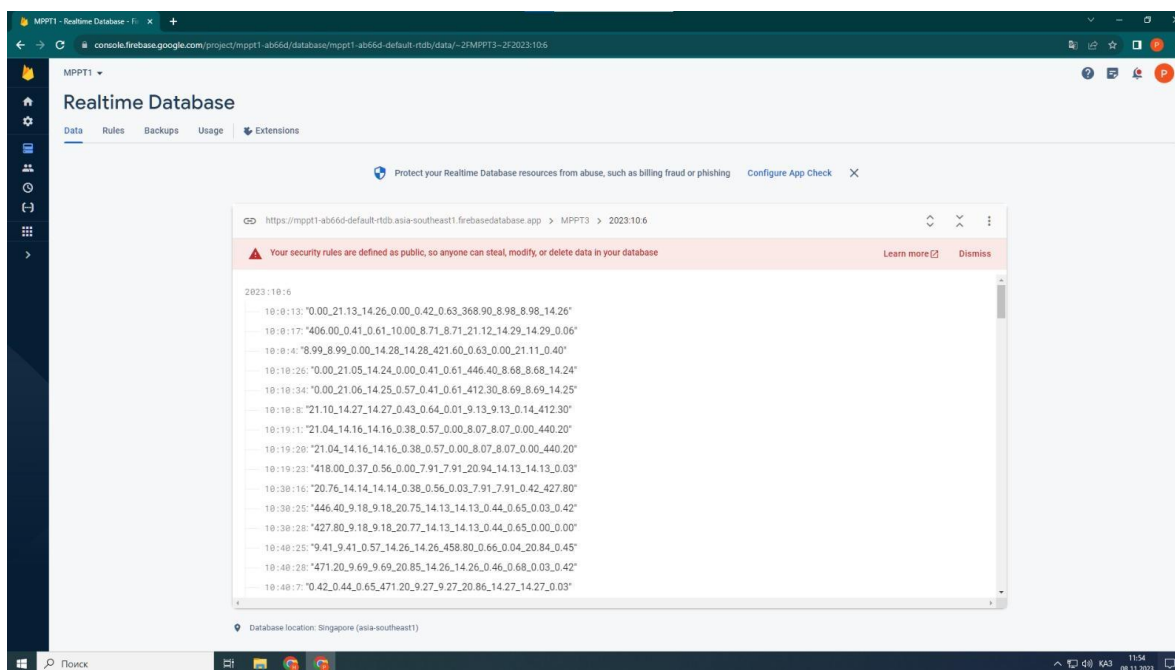 MPPT1 - Realtime Database - Fi
console.firebase.google.com/project/mppt1-ab66d/database/mppt1-ab66d-default-rtdb/data/~2FMPPT3~2F2023:10:6
MPPT1
Realtime Database
Data Rules Backups Usage Extensions
Protect your Realtime Database resources from abuse, such as billing fraud or phishing Configure App Check
https://mppt1-ab66d-default-rtdb.asia-southeast1.firebasedatabase.app > MPPT3 > 2023:10:6
Your security rules are defined as public, so anyone can steal, modify, or delete data in your database Learn more Dismiss
2023:10:6
10:0:13: "0.00_21.13_14.26_0.00_0.42_0.63_368.90_8.98_8.98_14.26"
10:0:17: "406.00_0.41_0.61_10.00_8.71_8.71_21.12_14.29_14.29_0.06"
10:0:4: "8.99_8.99_0.00_14.28_14.28_421.60_0.63_0.00_21.11_0.40"
10:10:26: "0.00_21.05_14.24_0.00_0.41_0.61_446.40_8.68_8.68_14.24"
10:10:34: "0.00_21.06_14.25_0.57_0.41_0.61_412.30_8.69_8.69_14.25"
10:10:8: "21.10_14.27_14.27_0.43_0.64_0.01_9.13_9.13_0.14_412.30"
10:19:1: "21.04_14.16_14.16_0.38_0.57_0.00_8.07_8.07_0.00_440.20"
10:19:20: "21.04_14.16_14.16_0.38_0.57_0.00_8.07_8.07_0.00_440.20"
10:19:23: "418.00_0.37_0.56_0.00_7.91_7.91_20.94_14.13_14.13_0.03"
10:30:16: "20.76_14.14_14.14_0.38_0.56_0.03_7.91_7.91_0.42_427.80"
10:30:25: "446.40_9.18_9.18_20.75_14.13_14.13_0.44_0.65_0.03_0.42"
10:30:28: "427.80_9.18_9.18_20.77_14.13_14.13_0.44_0.65_0.00_0.00"
10:40:25: "9.41_9.41_0.57_14.26_14.26_458.80_0.66_0.04_20.84_0.45"
10:40:28: "471.20_9.69_9.69_20.85_14.26_14.26_0.46_0.68_0.03_0.42"
10:40:7: "0.42_0.44_0.65_471.20_9.27_9.27_20.86_14.27_14.27_0.03"
Database location: Singapore (asia-southeast1)
Поиск
КАЗ
11:54
08.11.2023